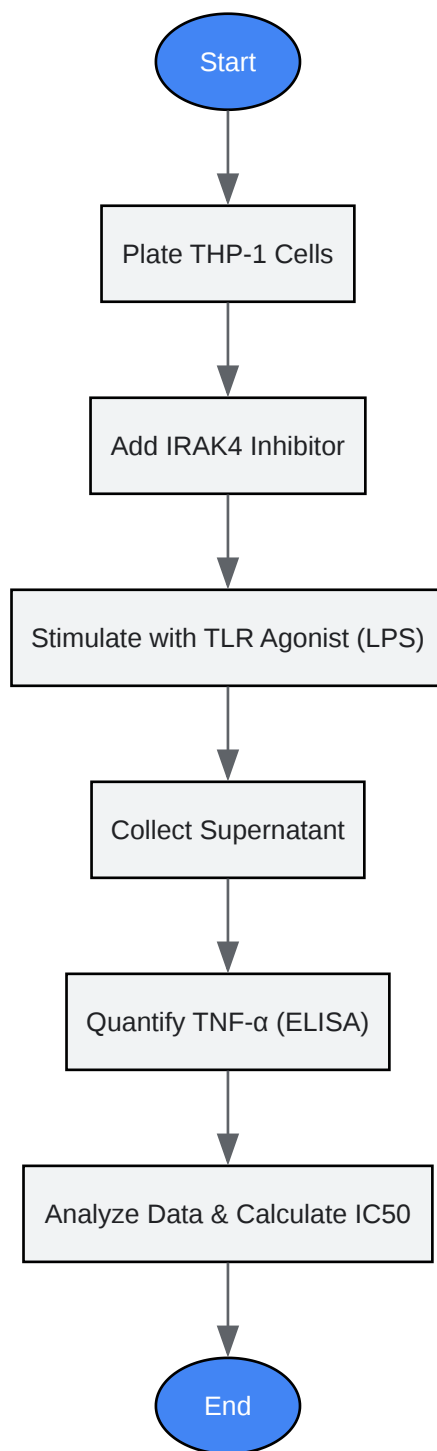 Start
Plate THP-1 Cells
Add IRAK4 Inhibitor
Stimulate with TLR Agonist (LPS)
Collect Supernatant
Quantify TNF-α (ELISA)
Analyze Data & Calculate IC50
End